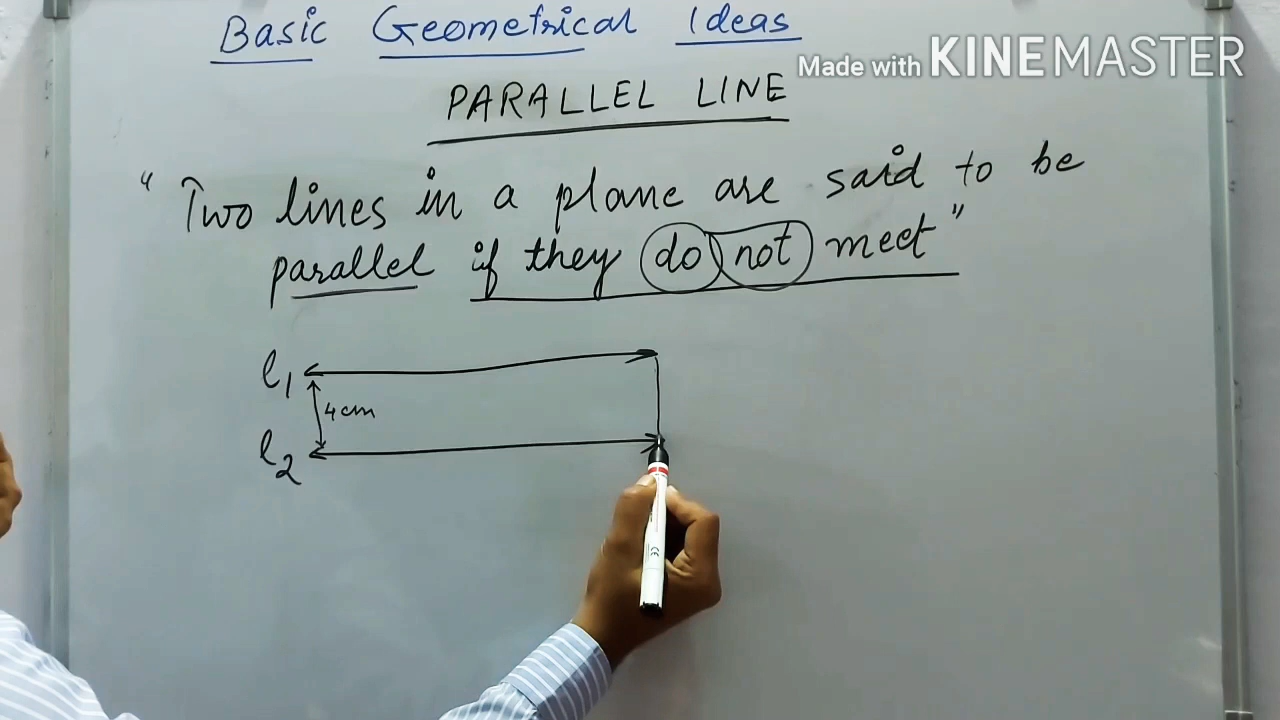 Basic Geometrical Ideas
Made with KINEMASTER
PARALLEL LINE
“ Two lines in a plane are said to be
parallel if they do not meet ”
l1
4cm
l2